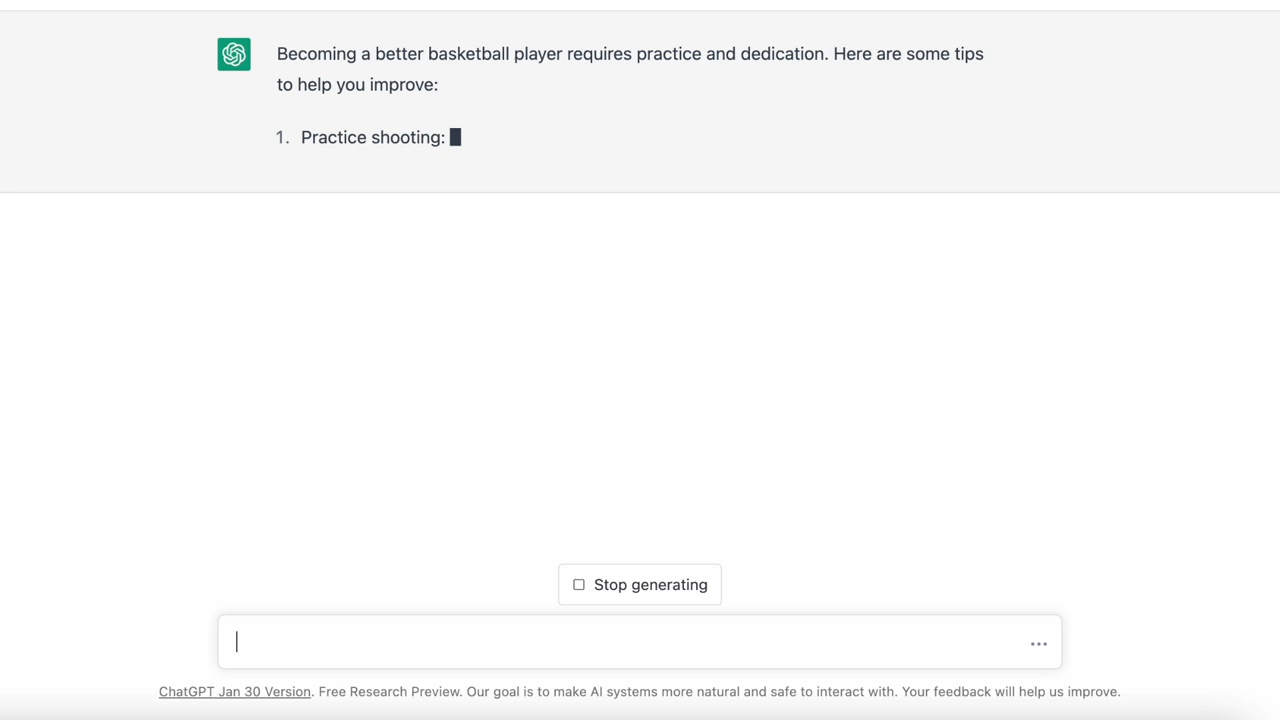 Becoming a better basketball player requires practice and dedication. Here are some tips
to help you improve:
1. Practice shooting:
Stop generating
ChatGPT Jan 30 Version. Free Research Preview. Our goal is to make AI systems more natural and safe to interact with. Your feedback will help us improve.